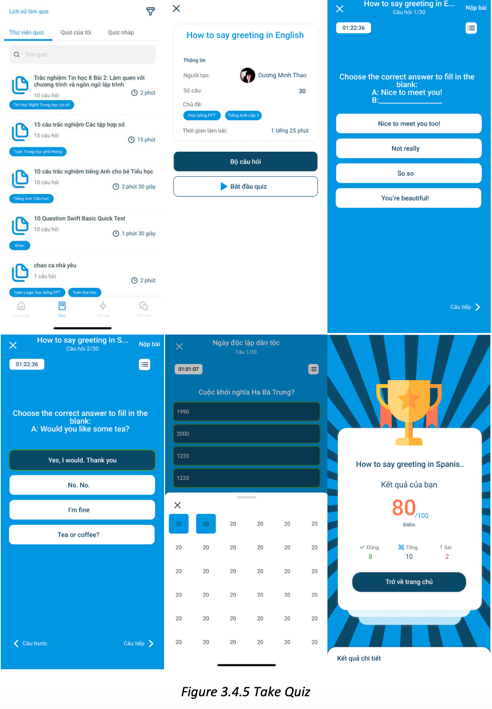 Lịch sử làm quiz
Thư viện quiz
Quiz của tôi
Quiz nháp
Tìm quiz
Trắc nghiệm Tin học 8 Bài 2: Làm quen với
chương trình và ngôn ngữ lập trình
10 câu hỏi
2 phút
Tin Học Nghề Trung học cơ sở
15 câu trắc nghiệm Các tập hợp số
15 câu hỏi
15 phút
Toán Trung học phổ thông
10 câu trắc nghiệm tiếng Anh cho bé Tiểu học
10 câu hỏi
2 phút 30 giây
Tiếng Anh Tiểu học
10 Question Swift Basic Quick Test
10 câu hỏi
1 phút 30 giây
Khác
chao ca nhà yêu
1 câu hỏi
2 phút
Toán Logic học bổng FPT
Toán Đại học
Quiz
How to say greeting in English
Thông tin
Người tạo:
Dương Minh Thao
Số câu:
30
Chủ đề:
Học bổng FPT
Tiếng Anh cấp 3
Thời gian làm bài:
1 tiếng 25 phút
Bộ câu hỏi
Bắt đầu quiz
How to say greeting in E...
Nộp bài
Câu hỏi 1/30
01:22:36
Choose the correct answer to fill in the
blank:
A: Nice to meet you!
B:________________
Nice to meet you too!
Not really
So so
You're beautiful!
Câu tiếp
How to say greeting in S...
Nộp bài
Câu hỏi 2/30
01:22:36
Choose the correct answer to fill in the
blank:
A: Would you like some tea?
Yes, I would. Thank you
No. No.
I'm fine
Tea or coffee?
Câu trước
Câu tiếp
Ngày độc lập dân tộc
Câu 1/30
01:01:07
Cuộc khởi nghĩa Ha Bà Trưng?
1990
2000
1233
1233
20 20 20 20 20 20
20 20 20 20 20 20
20 20 20 20 20 20
20 20 20 20 20 20
20 20 20 20 20 20
20 20 20 20 20 20
How to say greeting in Spanis..
Kết quả của bạn
80/100
Điểm
Đúng
Tổng
Sai
8
10
2
Trở về trang chủ
Kết quả chi tiết
Figure 3.4.5 Take Quiz